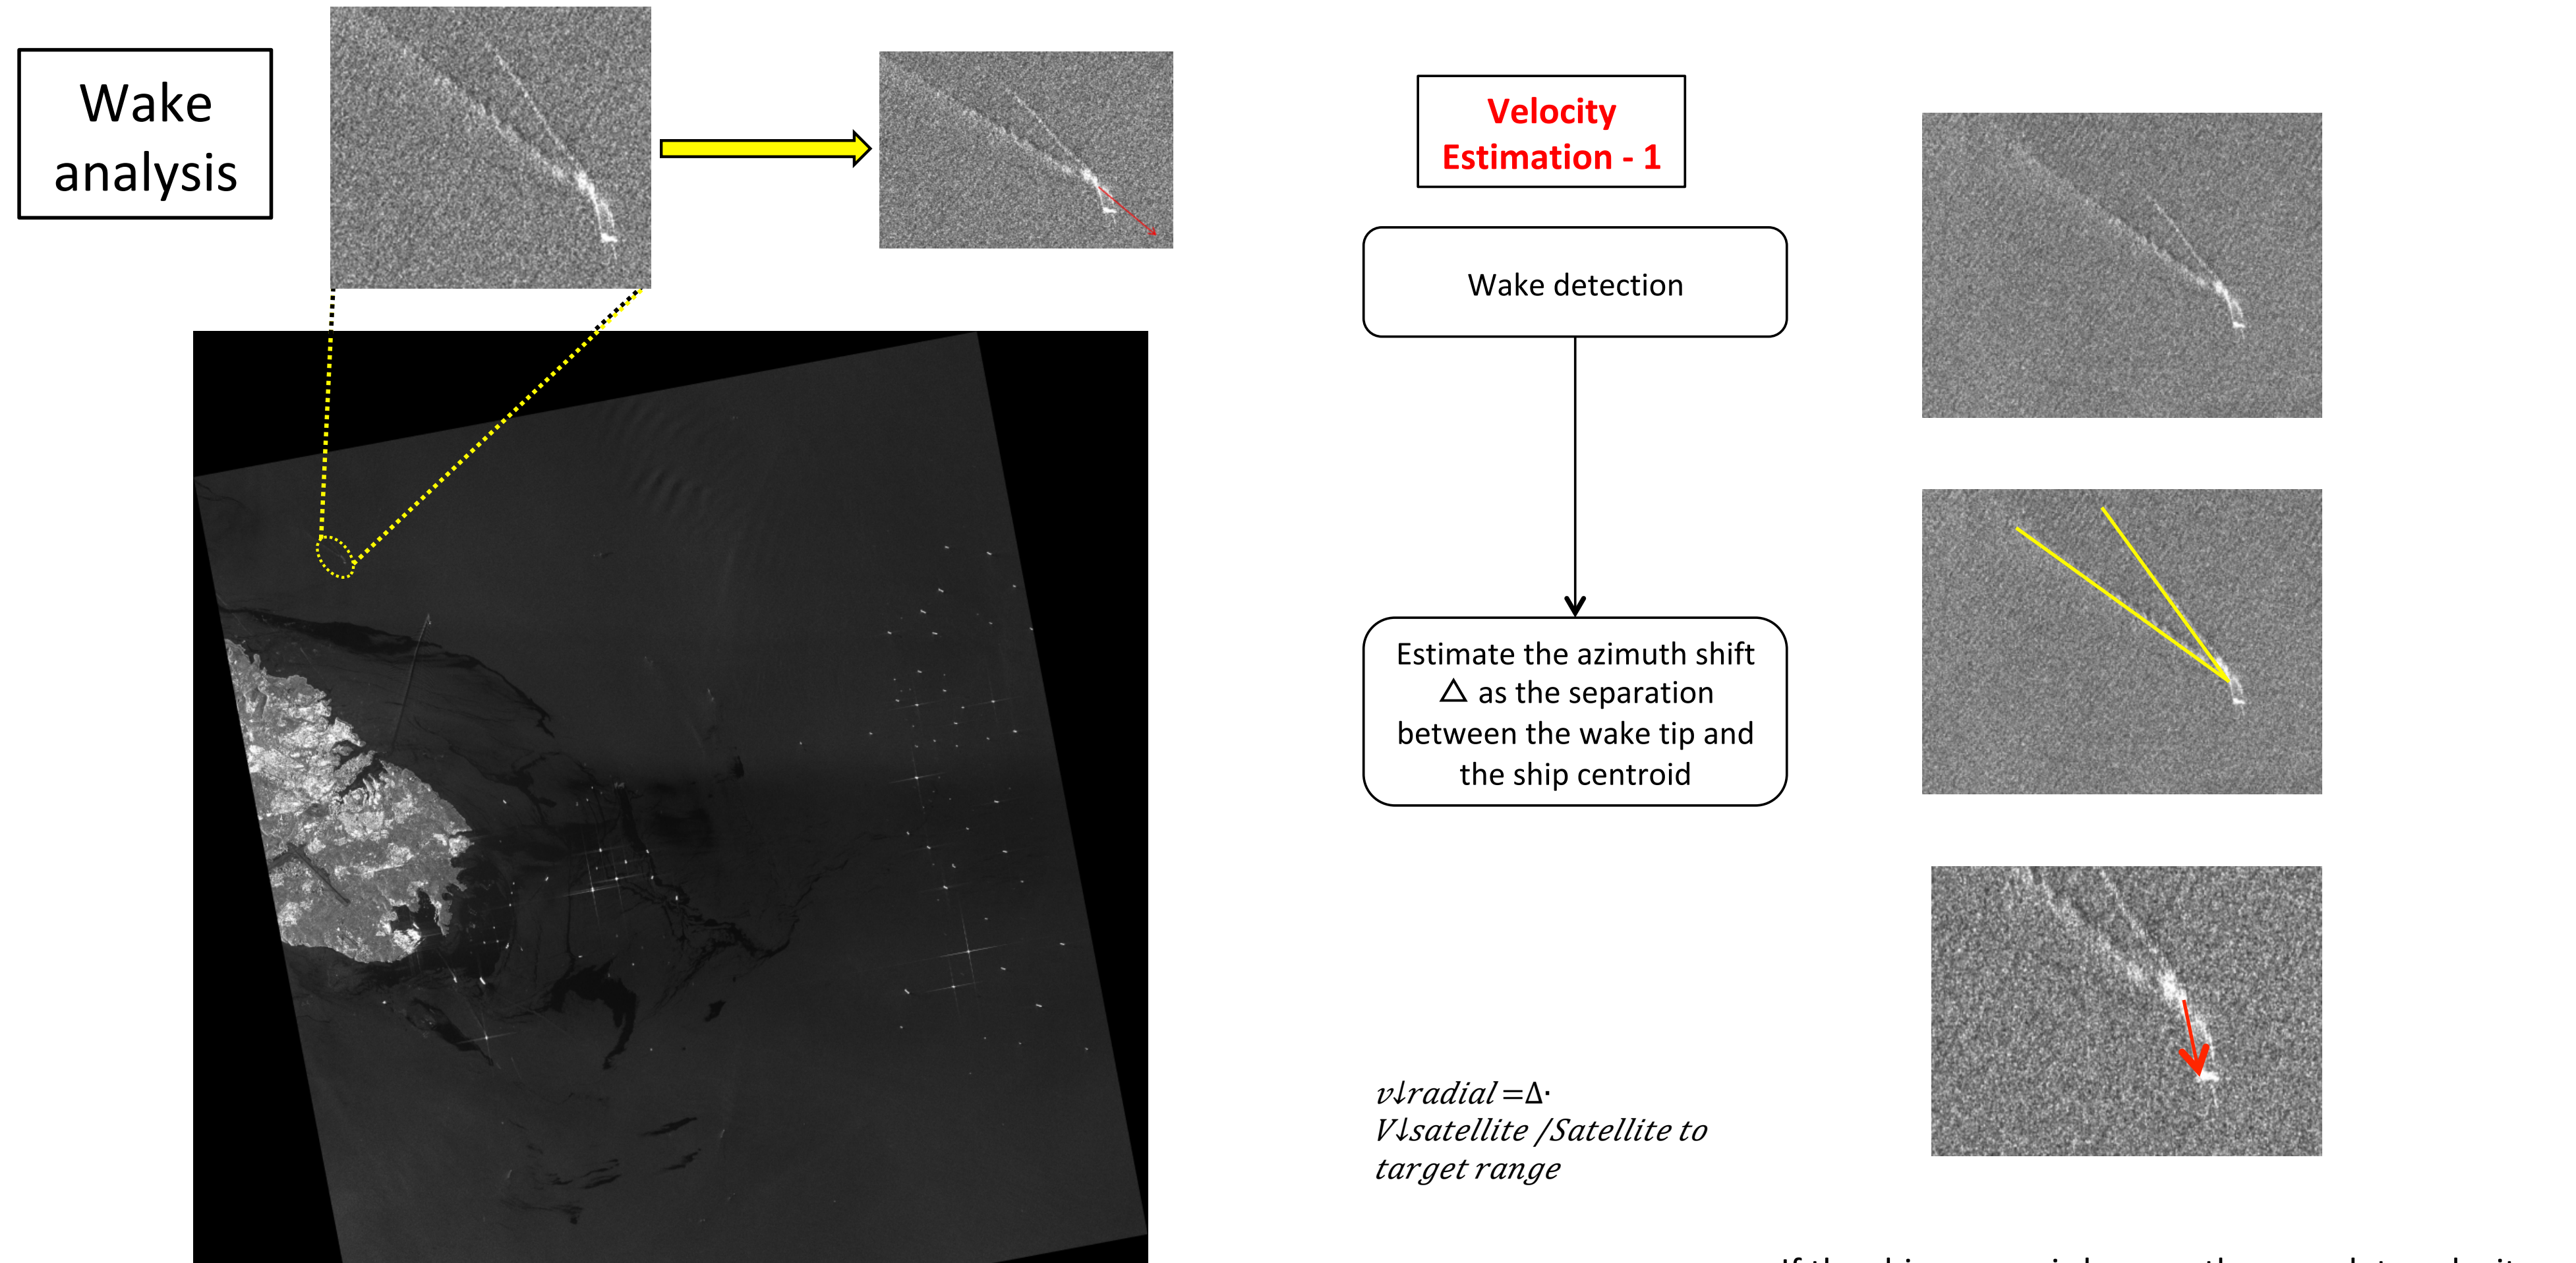 Wake
analysis
Velocity
Estimation - 1
Wake detection
Estimate the azimuth shift
△ as the separation
between the wake tip and
the ship centroid
v↓radial =Δ·
V↓satellite /Satellite to
target range